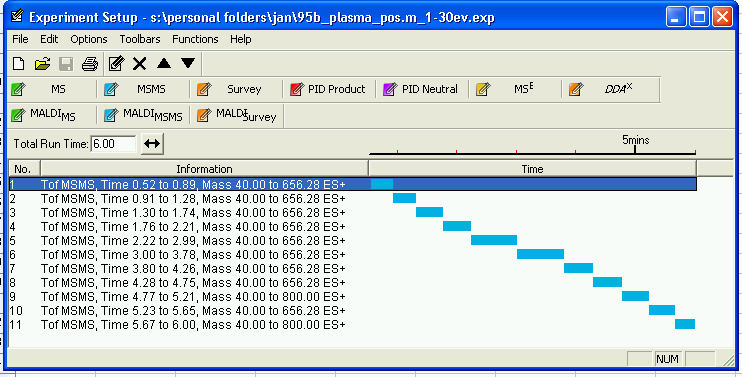 Experiment Setup - s:\personal folders\jan\95b_plasma_pos.m_1-30ev.exp
File Edit Options Toolbars Functions Help
MS MSMS Survey PID Product PID Neutral MSE DDAX
MALDIMS MALDIMSMS MALDISurvey
Total Run Time: 6.00 5mins
No. Information Time
1 Tof MSMS, Time 0.52 to 0.89, Mass 40.00 to 656.28 ES+
2 Tof MSMS, Time 0.91 to 1.28, Mass 40.00 to 656.28 ES+
3 Tof MSMS, Time 1.30 to 1.74, Mass 40.00 to 656.28 ES+
4 Tof MSMS, Time 1.76 to 2.21, Mass 40.00 to 656.28 ES+
5 Tof MSMS, Time 2.22 to 2.99, Mass 40.00 to 656.28 ES+
6 Tof MSMS, Time 3.00 to 3.78, Mass 40.00 to 656.28 ES+
7 Tof MSMS, Time 3.80 to 4.26, Mass 40.00 to 656.28 ES+
8 Tof MSMS, Time 4.28 to 4.75, Mass 40.00 to 656.28 ES+
9 Tof MSMS, Time 4.77 to 5.21, Mass 40.00 to 800.00 ES+
10 Tof MSMS, Time 5.23 to 5.65, Mass 40.00 to 656.28 ES+
11 Tof MSMS, Time 5.67 to 6.00, Mass 40.00 to 800.00 ES+
NUM